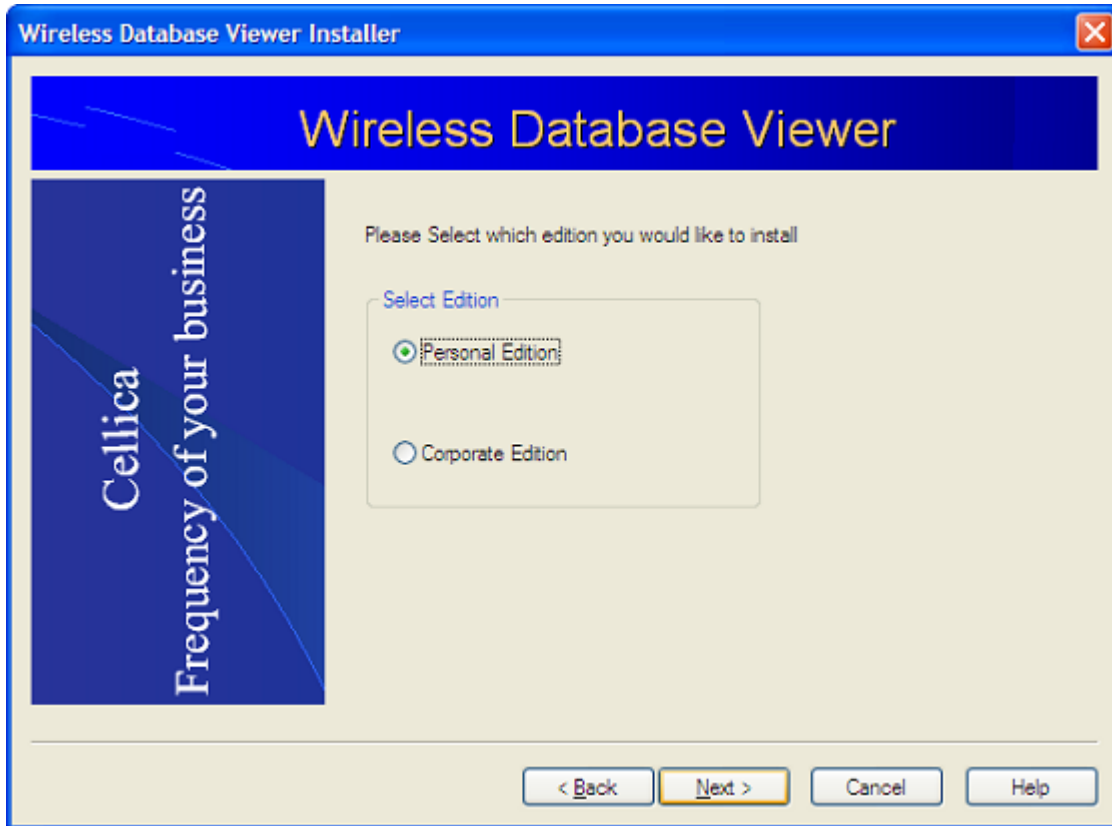 Wireless Database Viewer Installer
Wireless Database Viewer
Cellica
Frequency of your business
Please Select which edition you would like to install
Select Edition
Personal Edition
Corporate Edition
< Back
Next >
Cancel
Help